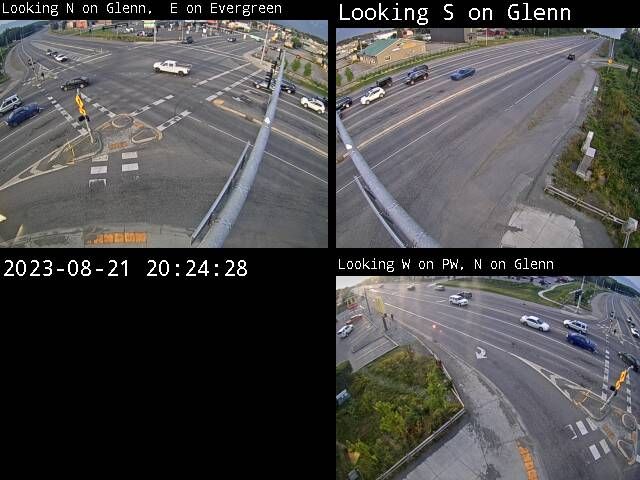 Looking N on Glenn,  E on Evergreen
Looking S on Glenn
2023-08-21 20:24:28
Looking W on PW, N on Glenn